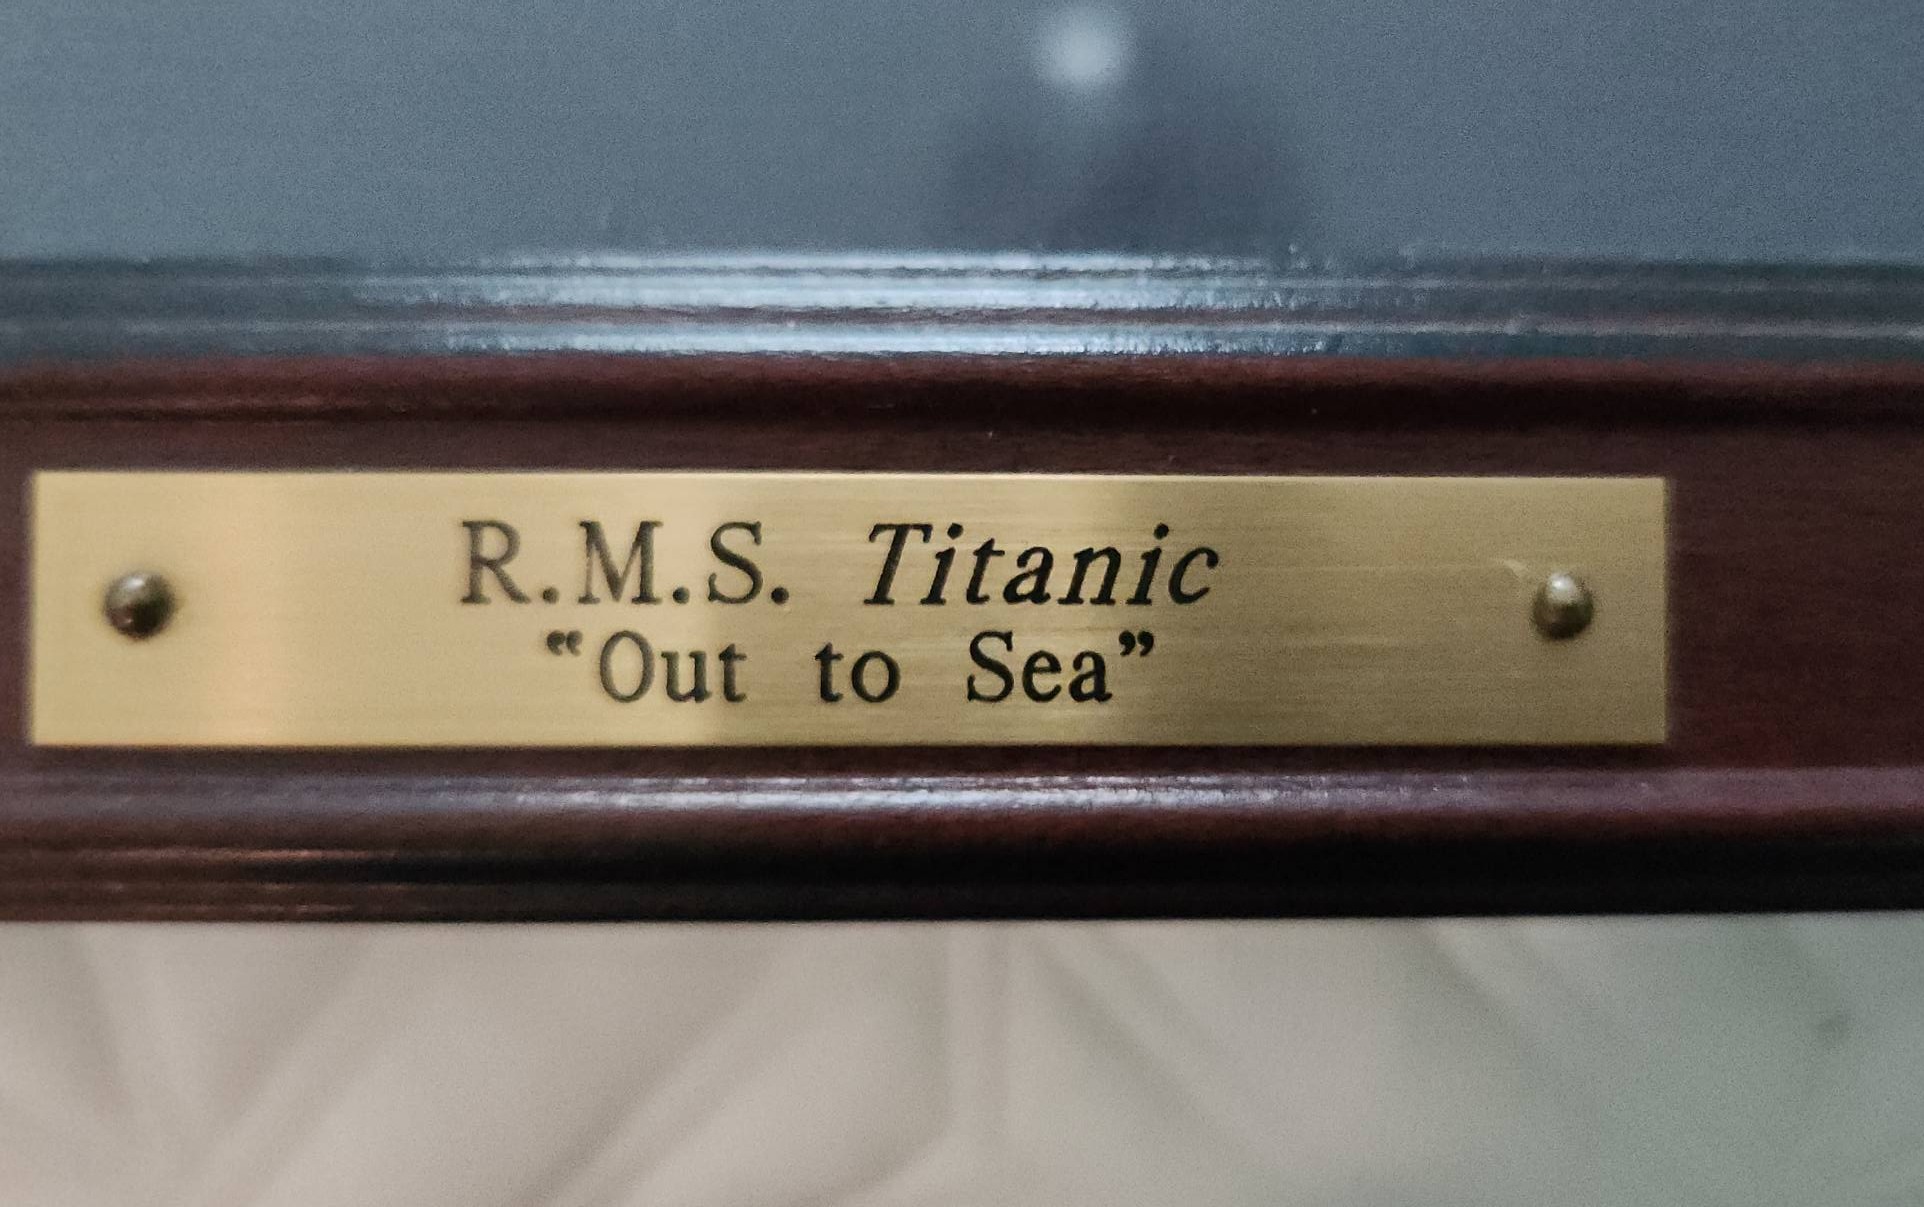 R.M.S. Titanic
“Out to Sea”